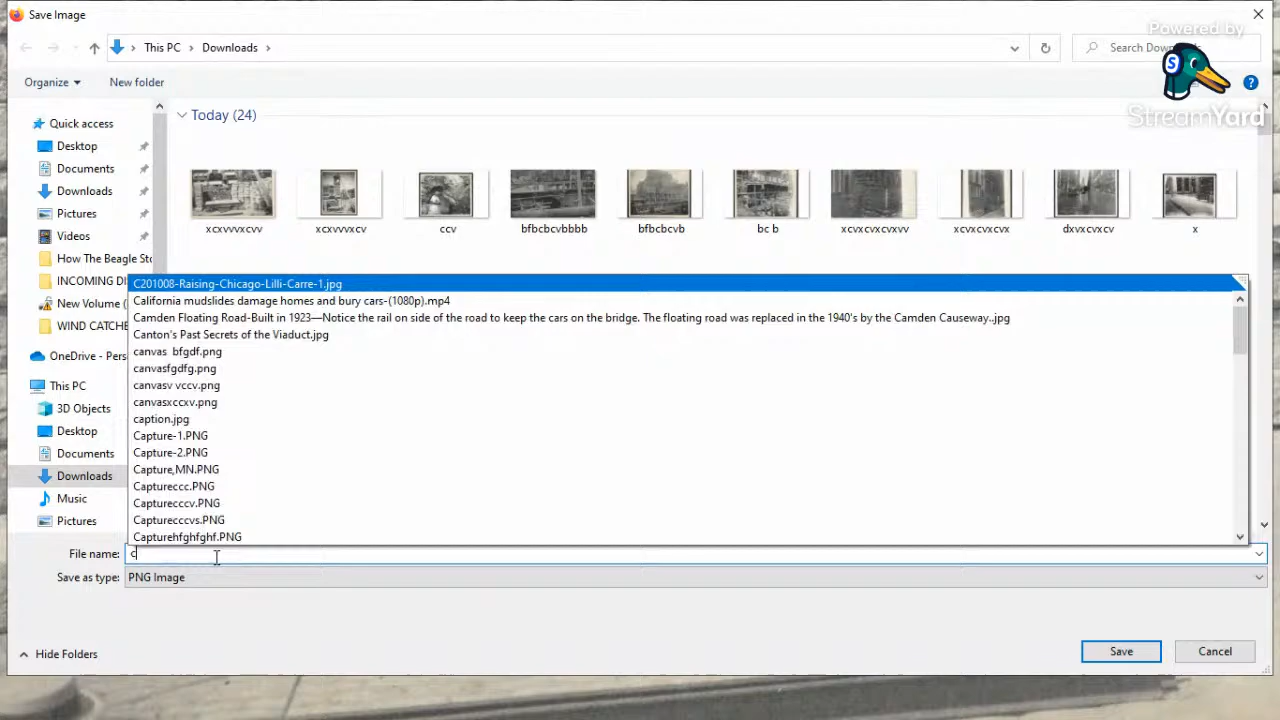 Save Image
Powered by
This PC
Downloads
Search Dow
Organize
New folder
StreamYard
Quick access
Today (24)
Desktop
Documents
Downloads
Pictures
Videos
How The Beagle Sto
INCOMING DI
New Volume (
WIND CATCHE
OneDrive - Pers
This PC
3D Objects
Desktop
Documents
Downloads
Music
Pictures
xcxvvvxcvv
xcxvvvxcv
ccv
bfbcbcvbbbb
bfbcbcvb
bc b
xcvxcvxcvxvv
xcvxcvxcvx
dxvxcvxcv
x
C201008-Raising-Chicago-Lilli-Carre-1.jpg
California mudslides damage homes and bury cars-(1080p).mp4
Camden Floating Road-Built in 1923—Notice the rail on side of the road to keep the cars on the bridge. The floating road was replaced in the 1940's by the Camden Causeway..jpg
Canton's Past Secrets of the Viaduct.jpg
canvas  bfgdf.png
canvasfgdfg.png
canvasv vccv.png
canvasxccxv.png
caption.jpg
Capture-1.PNG
Capture-2.PNG
Capture,MN.PNG
Captureccc.PNG
Capturecccv.PNG
Capturecccvs.PNG
Capturehfghfghf.PNG
File name: c
Save as type: PNG Image
Hide Folders
Save
Cancel